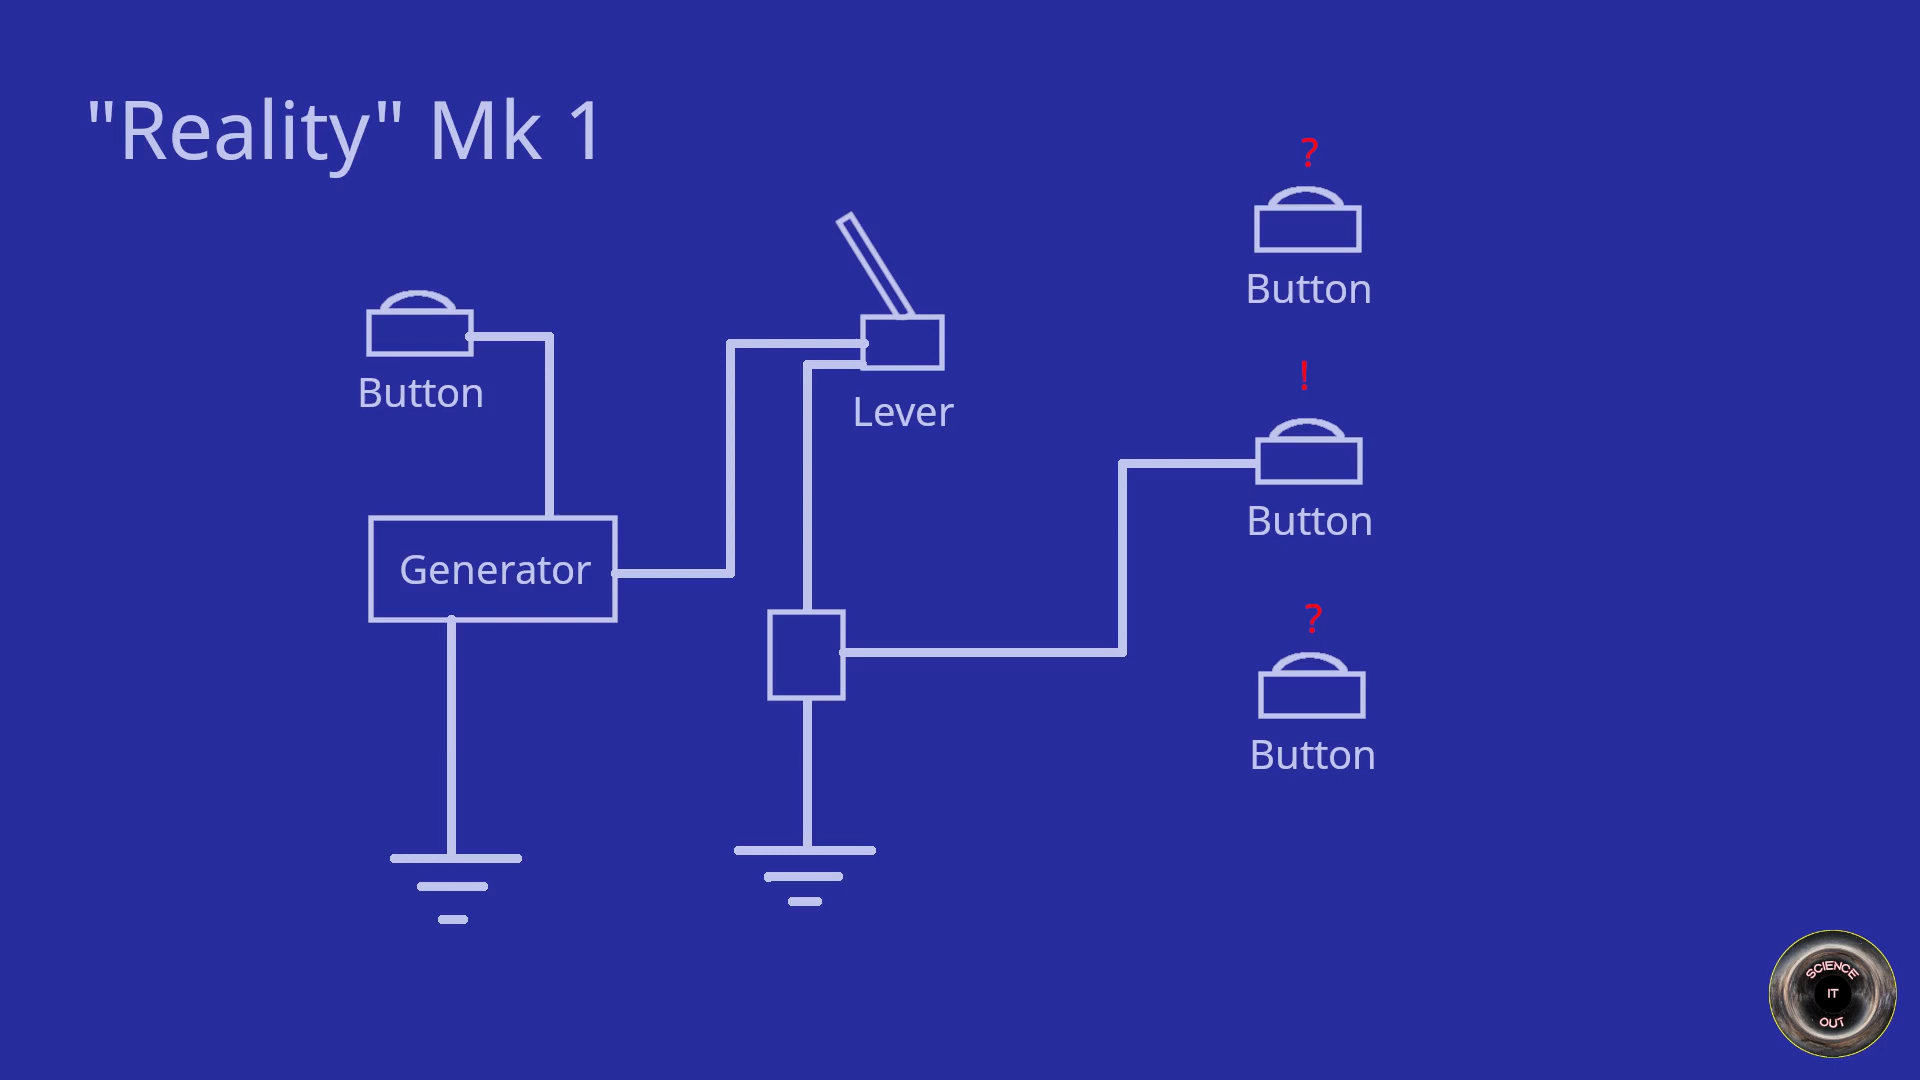 "Reality" Mk 1
?
Button
Button
Lever
!
Button
Generator
?
Button
SCIENCE
IT
OUT